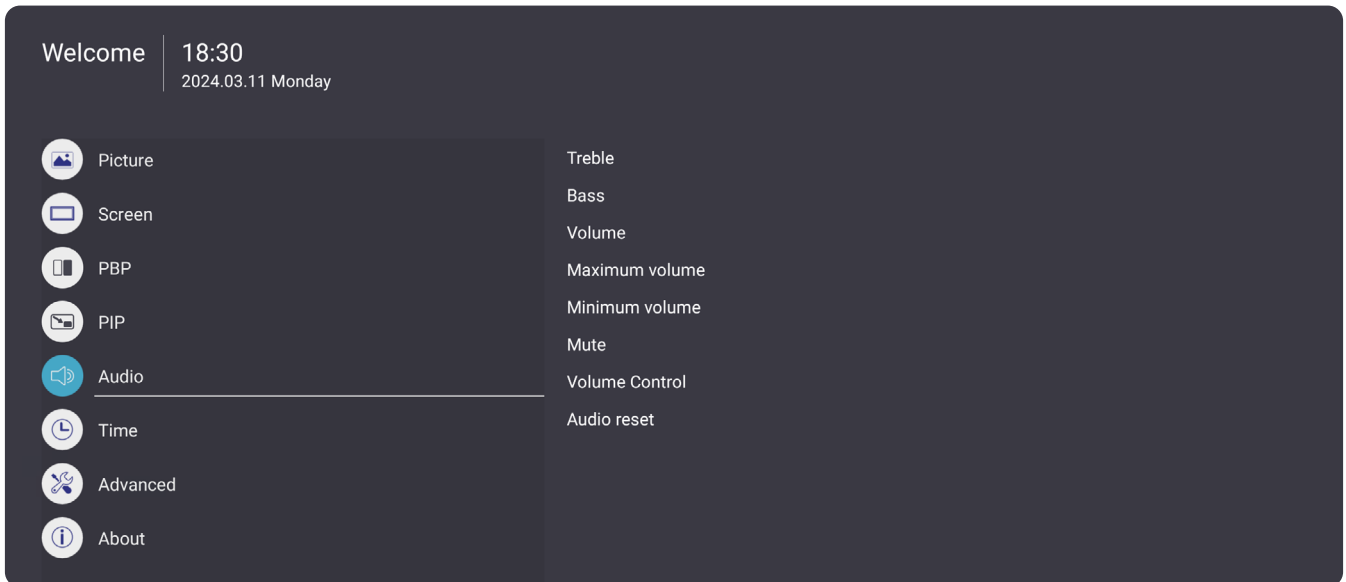 Welcome
18:30
2024.03.11 Monday
Picture
Screen
PBP
PIP
Audio
Time
Advanced
About
Treble
Bass
Volume
Maximum volume
Minimum volume
Mute
Volume Control
Audio reset